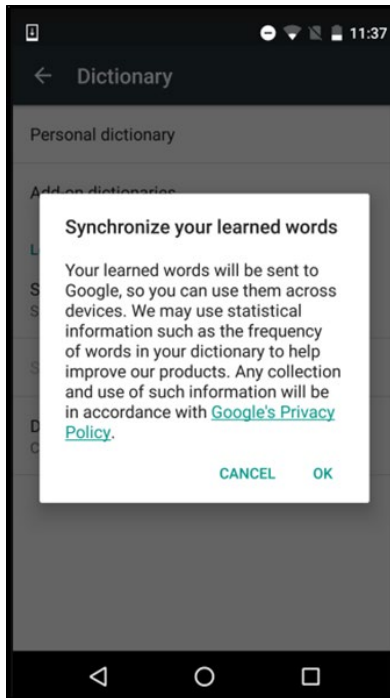 11:37
Dictionary
Personal dictionary
Add-on dictionaries
Synchronize your learned words
Your learned words will be sent to
Google, so you can use them across
devices. We may use statistical
information such as the frequency
of words in your dictionary to help
improve our products. Any collection
and use of such information will be
in accordance with Google's Privacy
Policy.
CANCEL OK